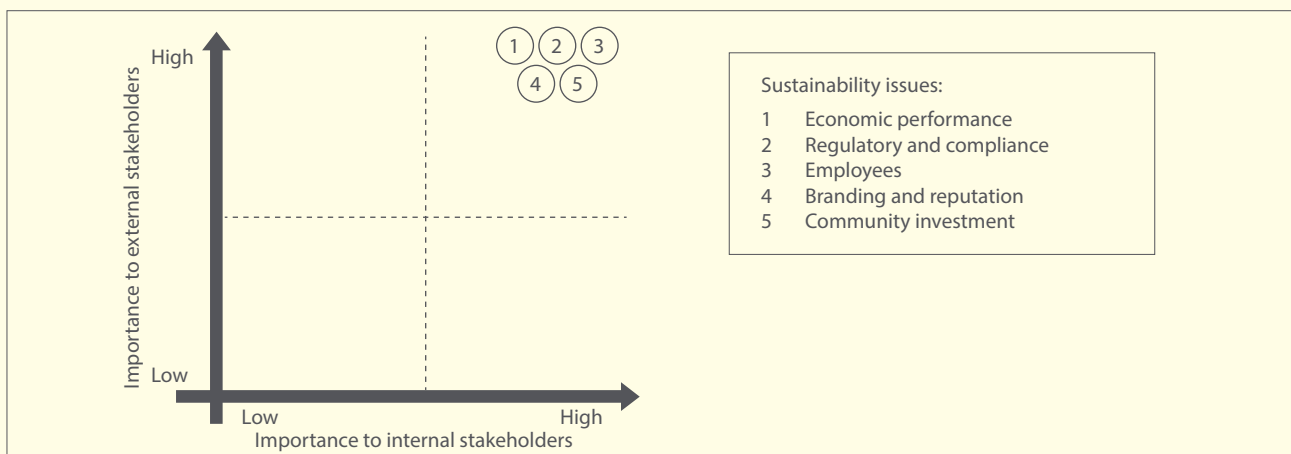 High
Importance to external stakeholders
Low
Low
High
Importance to internal stakeholders
1 2 3
4 5
Sustainability issues:
1 Economic performance
2 Regulatory and compliance
3 Employees
4 Branding and reputation
5 Community investment